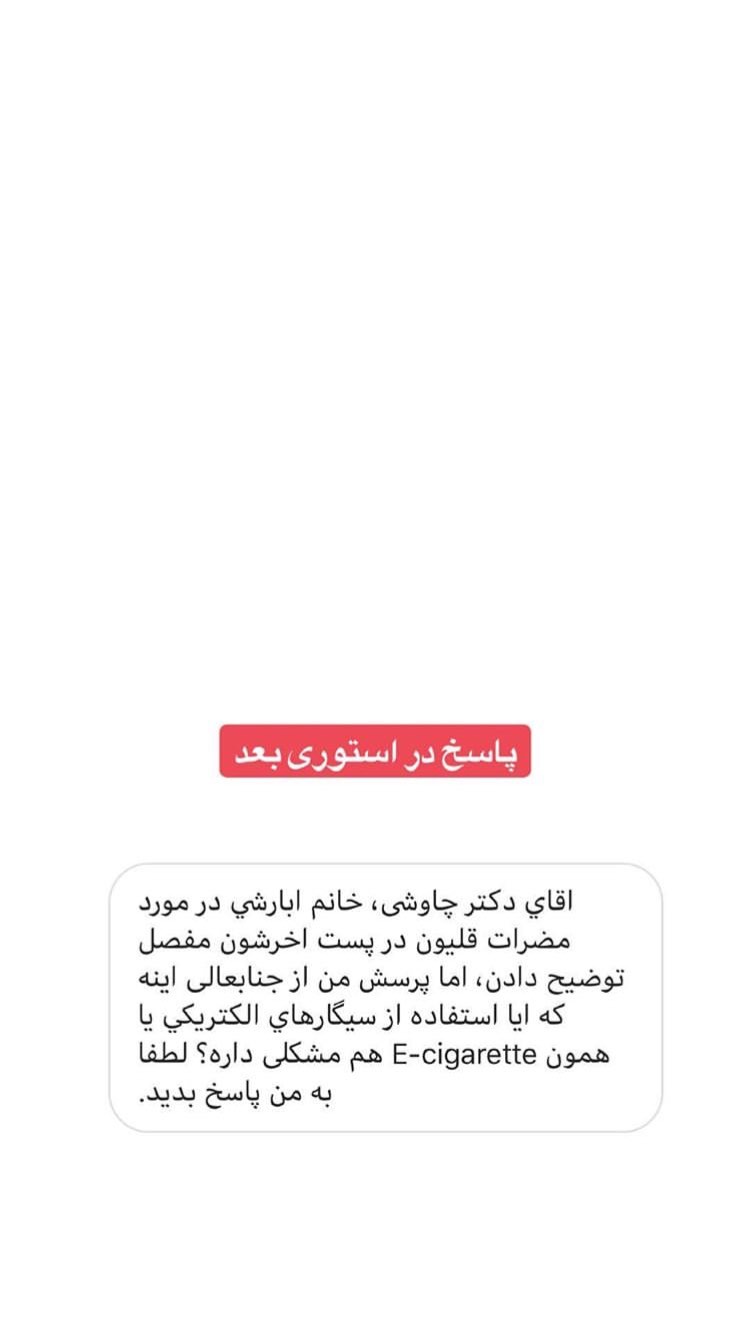 پاسخ در استوری بعد
اقاي دکتر چاوشی، خانم ابارشي در مورد
مضرات قلیون در پست اخرشون مفصل
توضیح دادن، اما پرسش من از جنابعالی اینه
که ایا استفاده از سیگارهاي الکتریکي یا
همون E-cigarette هم مشکلی داره؟ لطفا
به من پاسخ بدید.